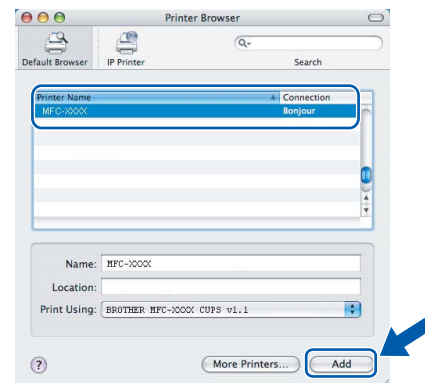 Printer Browser
Default Browser IP Printer Search
Printer Name Connection
MFC-XXXX Bonjour
Name: MFC-XXXX
Location:
Print Using: BROTHER MFC-XXXX CUPS v1.1
? More Printers... Add